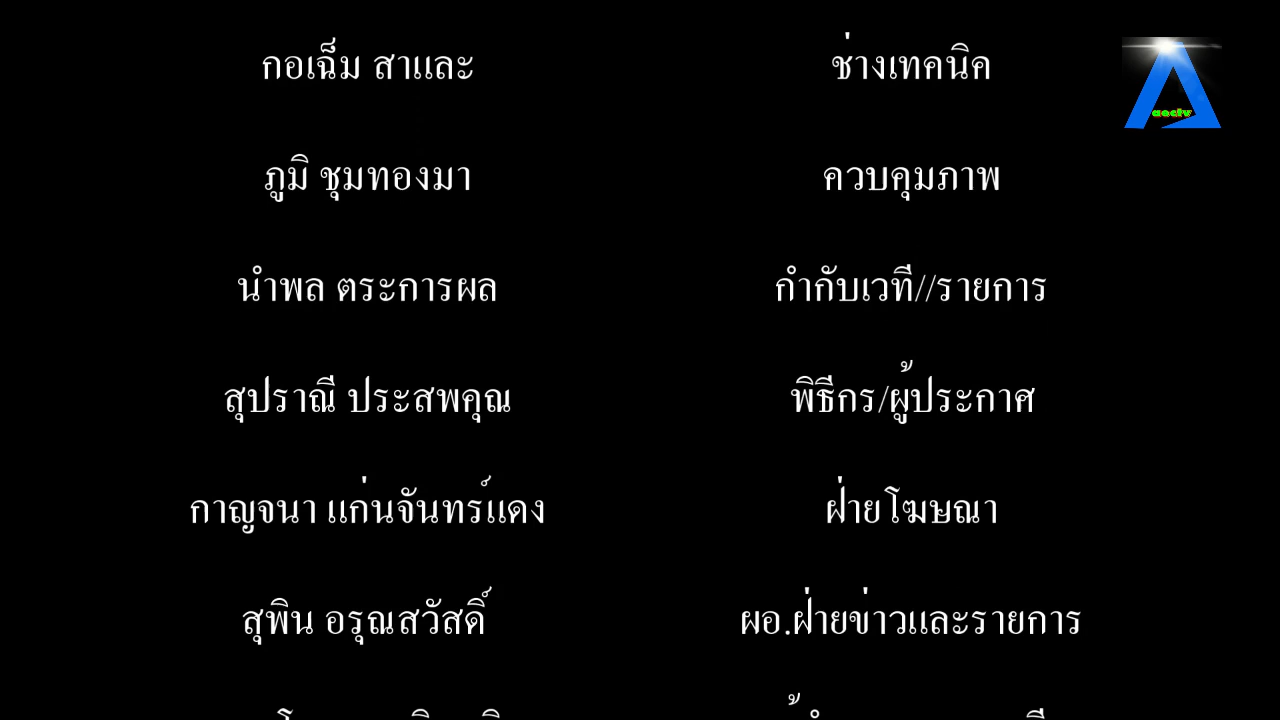 กอเฉ็ม สาและ ช่างเทคนิค
ภูมิ ชุมทองมา ควบคุมภาพ
นำพล ตระการผล กำกับเวที//รายการ
สุปราณี ประสพคุณ พิธีกร/ผู้ประกาศ
กาญจนา แก่นจันทร์แดง ฝ่ายโฆษณา
สุพิน อรุณสวัสดิ์ ผอ.ฝ่ายข่าวและรายการ
aactv